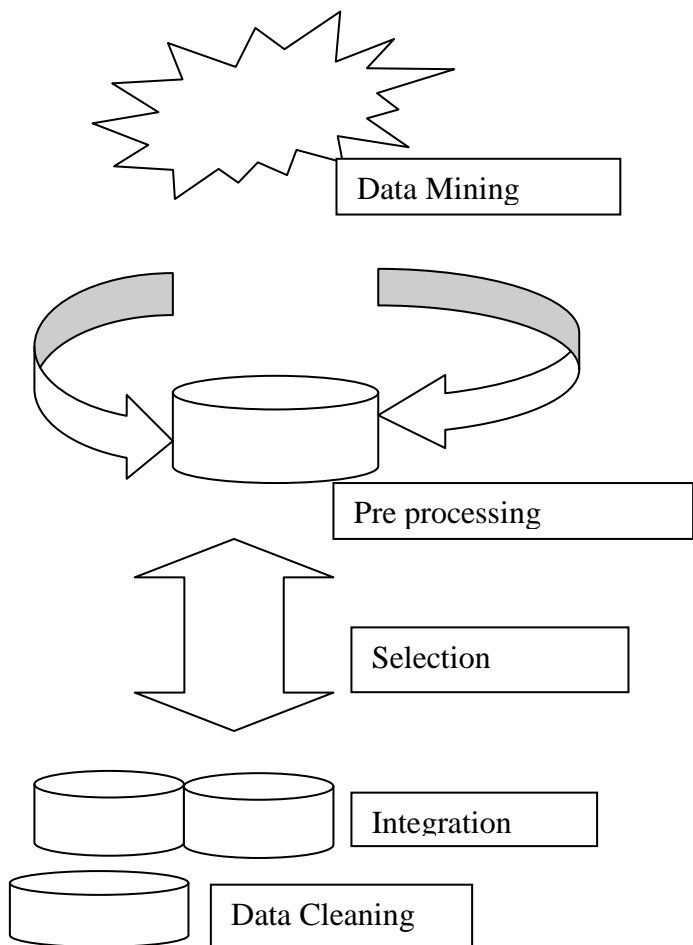 Data Mining
Pre processing
Selection
Integration
Data Cleaning